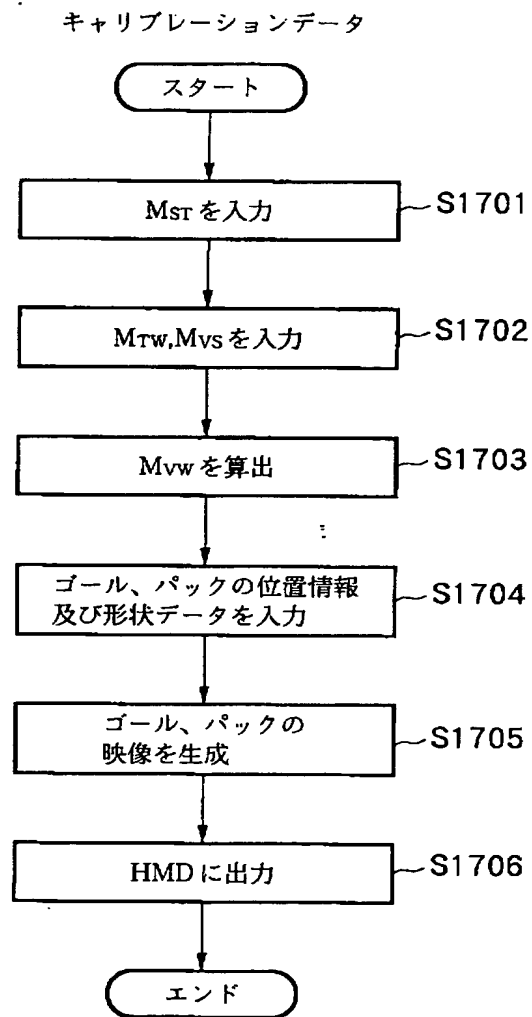 キャリブレーションデータ
スタート
MSTを入力
S1701
MTW,MVSを入力
S1702
MVWを算出
S1703
ゴール、パックの位置情報
及び形状データを入力
S1704
ゴール、パックの
映像を生成
S1705
HMDに出力
S1706
エンド